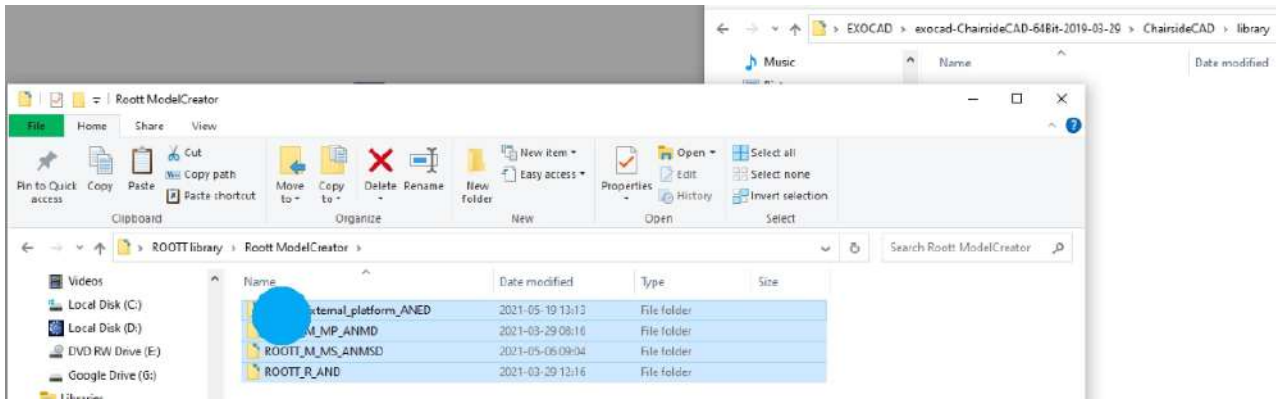 EXOCAD > exocad-ChairsideCAD-64Bit-2019-03-29 > ChairsideCAD > library
Music
Name
Date modified
Roott ModelCreator
File Home Share View
Pin to Quick access
Copy
Paste
Cut
Copy path
Paste shortcut
Clipboard
Move to
Copy to
Delete
Rename
Organize
New folder
New item
Easy access
New
Properties
Open
Edit
History
Open
Select all
Select none
Invert selection
Select
ROOTT library > Roott ModelCreator >
Search Roott ModelCreator
Videos
Local Disk (C:)
Local Disk (D:)
DVD RW Drive (E:)
Google Drive (G:)
Libraries
Name Date modified Type Size
xternal_platform_ANED 2021-05-19 13:13 File folder
M_MP_ANMD 2021-03-29 08:16 File folder
ROOTT_M_MS_ANMSD 2021-05-06 09:04 File folder
ROOTT_R_AND 2021-03-29 12:16 File folder